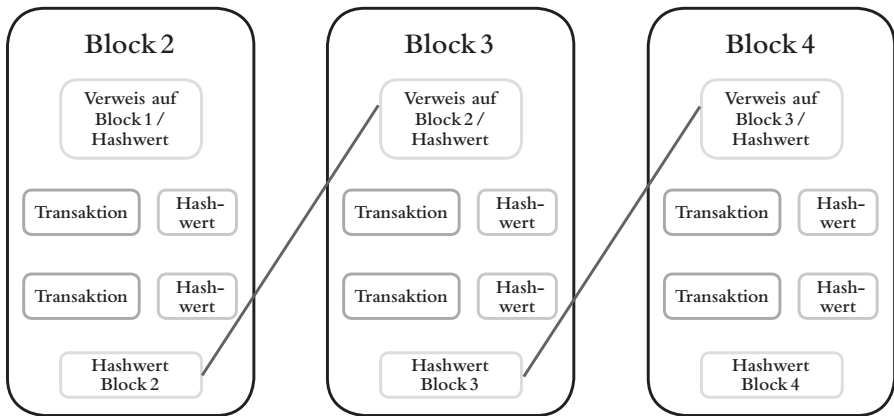 Block 2
Verweis auf
Block 1 /
Hashwert
Transaktion
Hash-
wert
Transaktion
Hash-
wert
Hashwert
Block 2
Block 3
Verweis auf
Block 2 /
Hashwert
Transaktion
Hash-
wert
Transaktion
Hash-
wert
Hashwert
Block 3
Block 4
Verweis auf
Block 3 /
Hashwert
Transaktion
Hash-
wert
Transaktion
Hash-
wert
Hashwert
Block 4